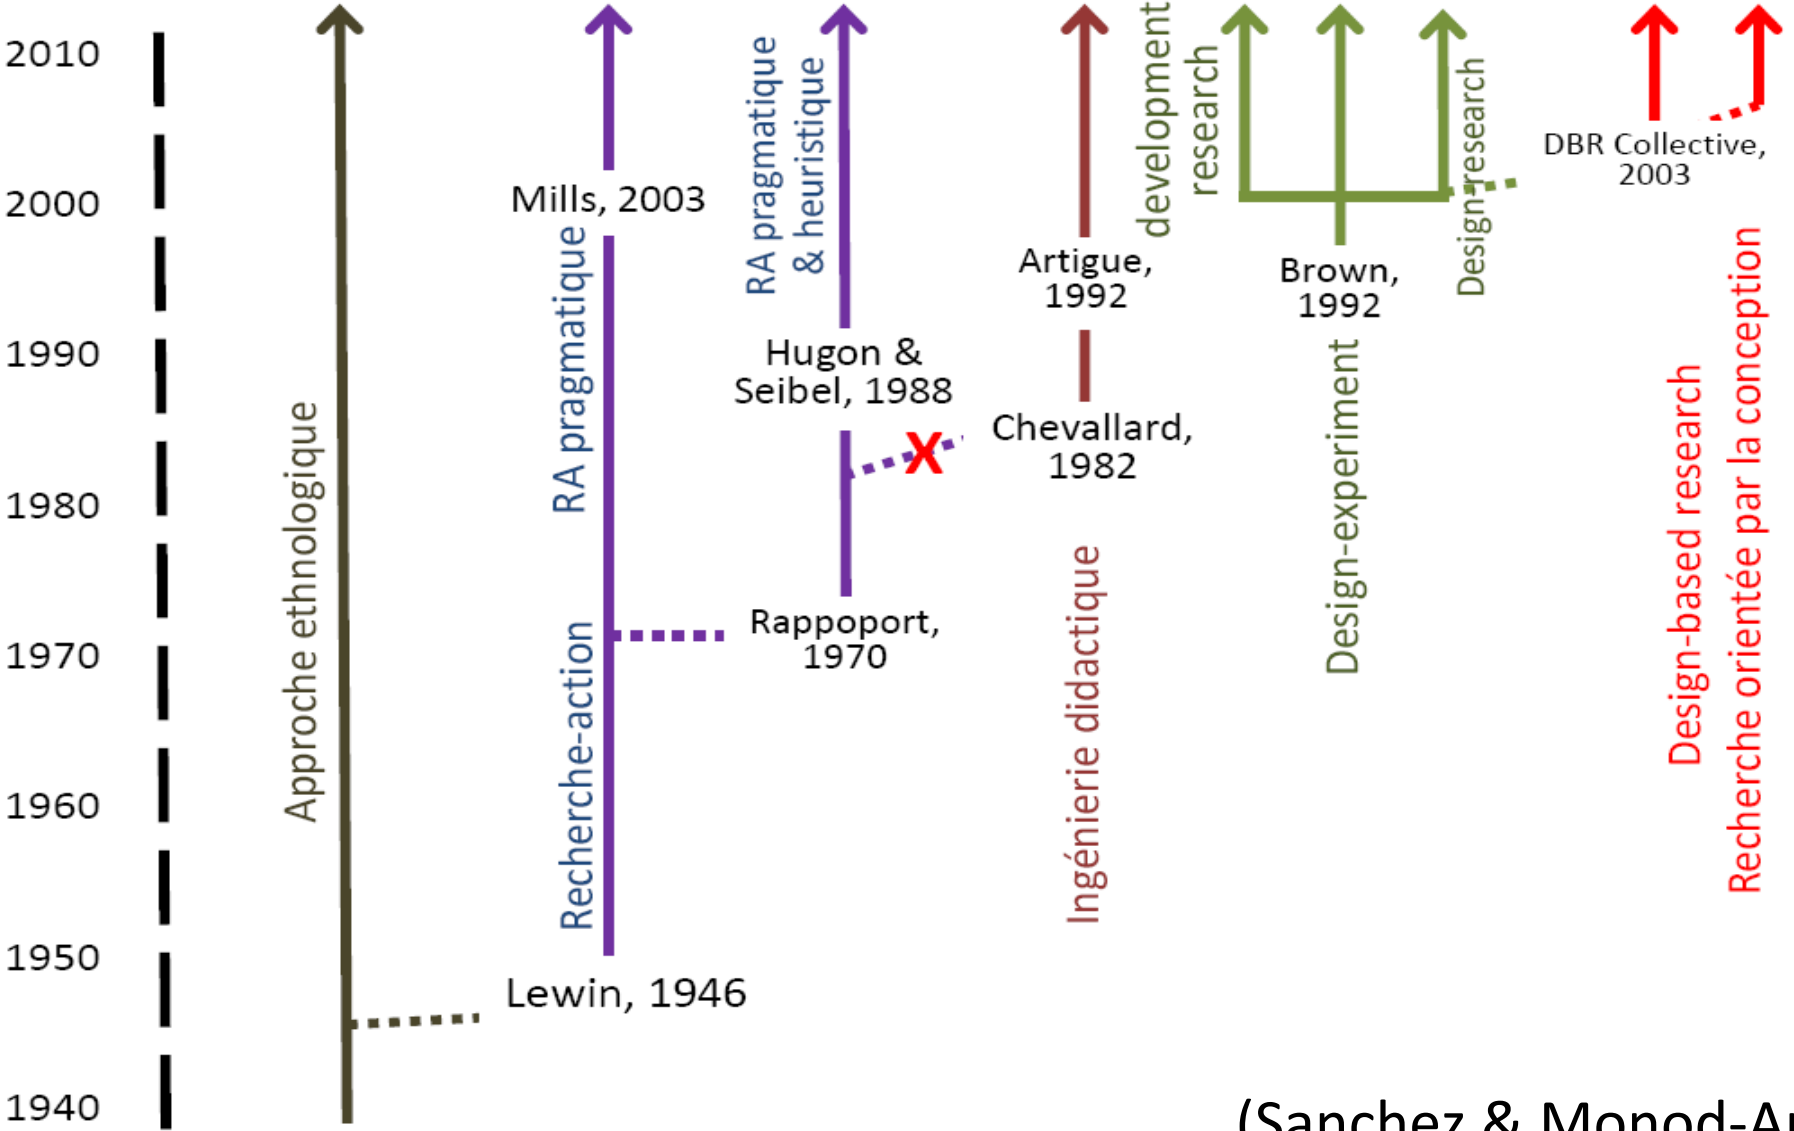 2010
2000
1990
1980
1970
1960
1950
1940
Approche ethnologique
Lewin, 1946
Recherche-action
RA pragmatique
Mills, 2003
Rappoport,
1970
Hugon &
Seibel, 1988
RA pragmatique
& heuristique
X
Chevallard,
1982
Artigue,
1992
Ingénierie didactique
development
research
Brown,
1992
Design-experiment
Design-research
DBR Collective,
2003
Design-based research
Recherche orientée par la conception
(Sanchez & Monod-